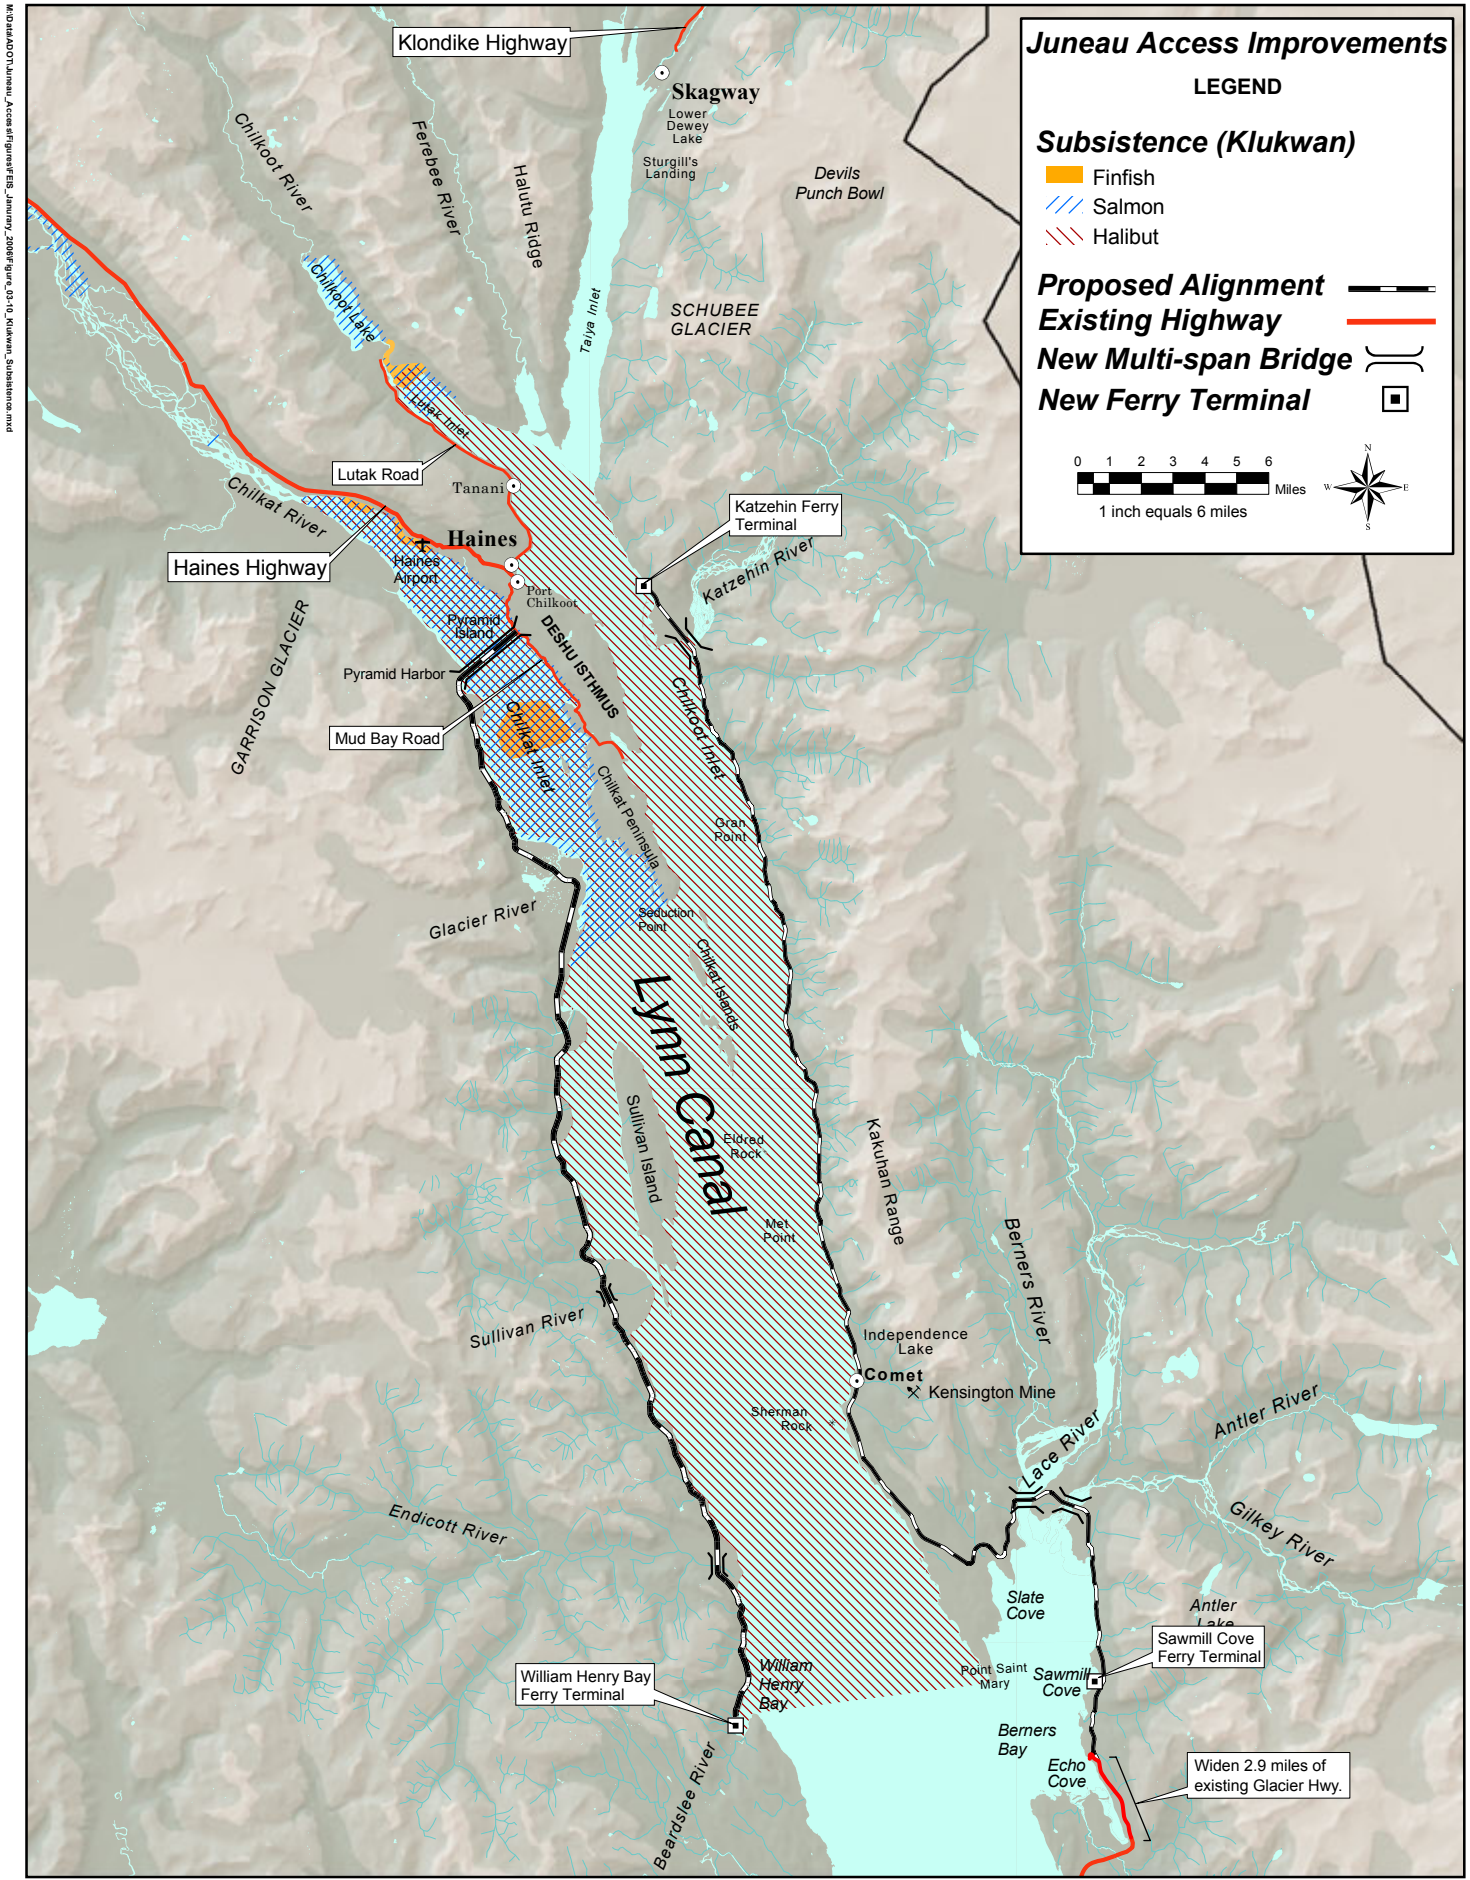 M:\Data\ADOT\Juneau_Access\Figures\FEIS_Janurary_2006\Figure_03-10_Klukwan_Subsistence.mxd
Juneau Access Improvements
LEGEND
Subsistence (Klukwan)
Finfish
Salmon
Halibut
Proposed Alignment
Existing Highway
New Multi-span Bridge
New Ferry Terminal
0 1 2 3 4 5 6
Miles
1 inch equals 6 miles
N
W
E
S
Klondike Highway
Skagway
Lower
Dewey
Lake
Sturgill's
Landing
Devils
Punch Bowl
Chilkoot River
Ferebee River
Halutu Ridge
Taiya Inlet
SCHUBEE
GLACIER
Chilkoot Lake
Lutak Inlet
Lutak Road
Tanani
Chilkat River
Haines
Haines Highway
Haines
Airport
Port
Chilkoot
Katzehin Ferry
Terminal
Katzehin River
Pyramid
Island
DESHU ISTHMUS
Pyramid Harbor
GARRISON GLACIER
Mud Bay Road
Chilkat Inlet
Chilkoot Inlet
Chilkat Peninsula
Gran
Point
Glacier River
Seduction
Point
Chilkat Islands
Lynn Canal
Sullivan Island
Eldred
Rock
Kakuhan Range
Met
Point
Berners River
Sullivan River
Independence
Lake
Comet
Kensington Mine
Sherman
Rock
Lace River
Antler River
Gilkey River
Endicott River
Slate
Cove
Antler
Lake
Sawmill Cove
Ferry Terminal
William Henry Bay
Ferry Terminal
William
Henry
Bay
Point Saint
Mary
Sawmill
Cove
Berners
Bay
Echo
Cove
Beardslee River
Widen 2.9 miles of
existing Glacier Hwy.